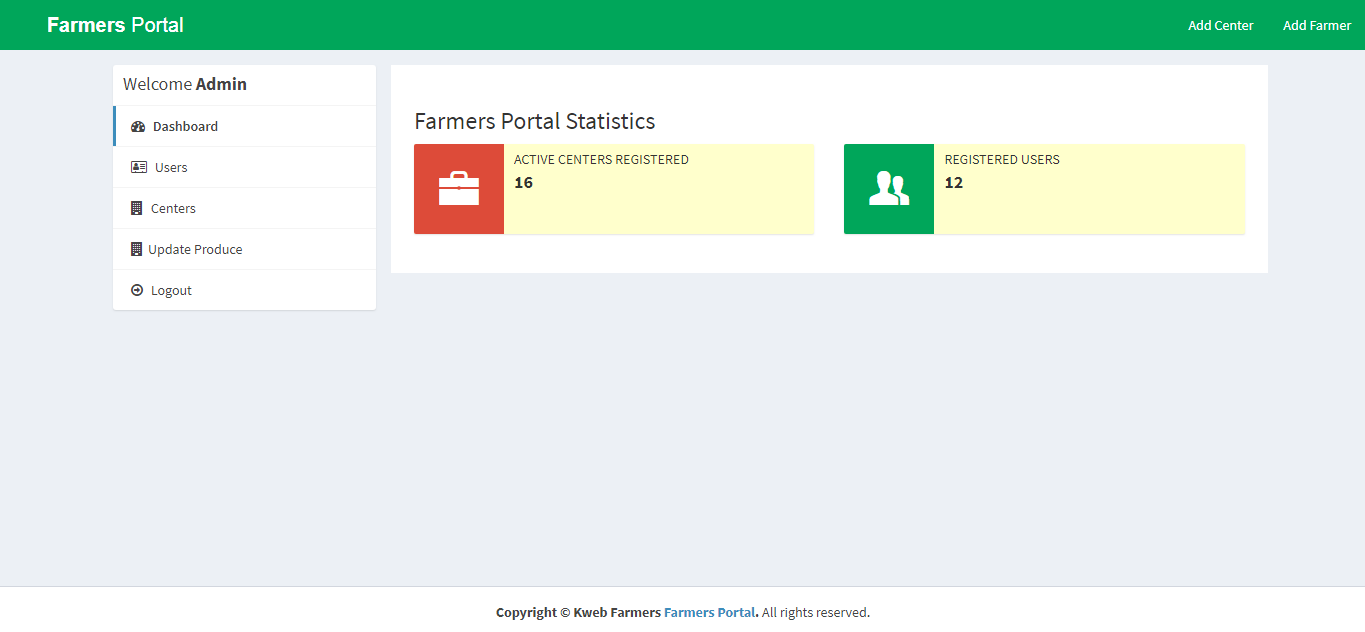 Farmers Portal
Add Center
Add Farmer
Welcome Admin
Dashboard
Users
Centers
Update Produce
Logout
Farmers Portal Statistics
ACTIVE CENTERS REGISTERED
16
REGISTERED USERS
12
Copyright © Kweb Farmers Farmers Portal. All rights reserved.